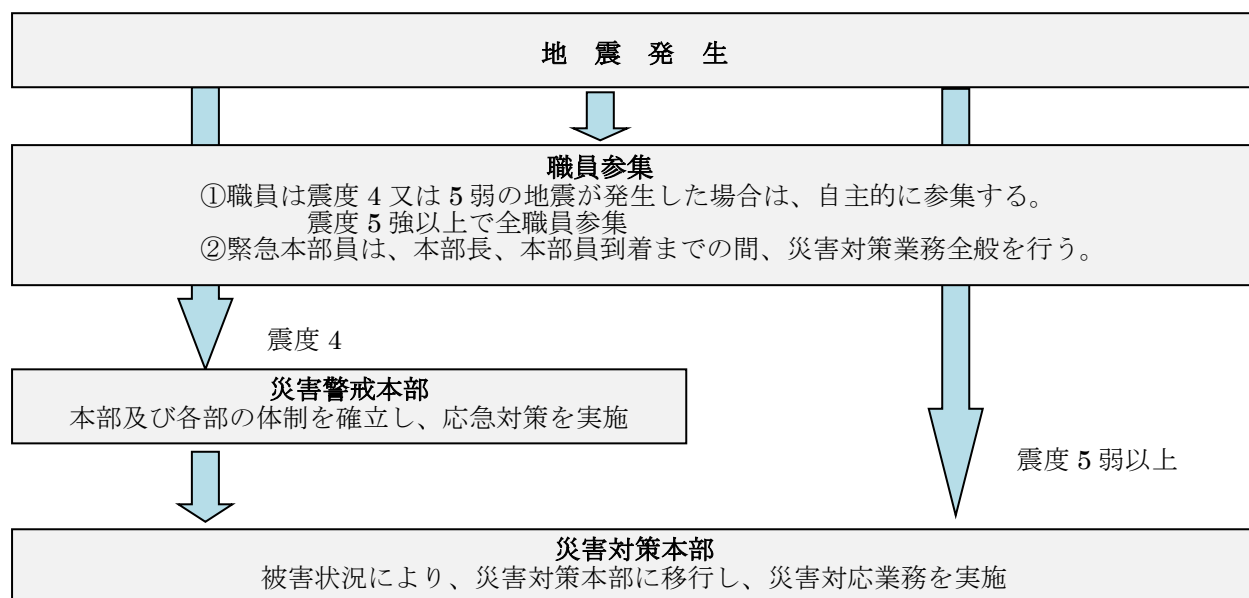 地　震　発　生
職員参集
①職員は震度 4 又は 5 弱の地震が発生した場合は、自主的に参集する。
震度 5 強以上で全職員参集
②緊急本部員は、本部長、本部員到着までの間、災害対策業務全般を行う。
震度 4
災害警戒本部
本部及び各部の体制を確立し、応急対策を実施
震度 5 弱以上
災害対策本部
被害状況により、災害対策本部に移行し、災害対応業務を実施